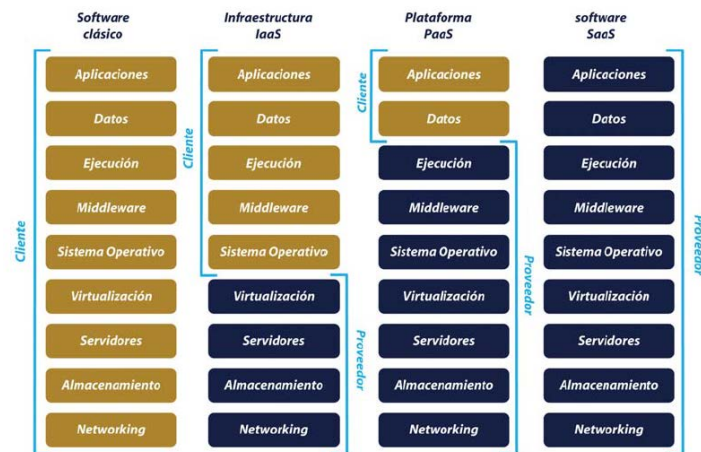 Software
clásico
Infraestructura
IaaS
Plataforma
PaaS
software
SaaS
Cliente
Aplicaciones
Datos
Ejecución
Middleware
Sistema Operativo
Virtualización
Servidores
Almacenamiento
Networking
Cliente
Aplicaciones
Datos
Ejecución
Middleware
Sistema Operativo
Virtualización
Servidores
Almacenamiento
Networking
Proveedor
Cliente
Aplicaciones
Datos
Ejecución
Middleware
Sistema Operativo
Virtualización
Servidores
Almacenamiento
Networking
Proveedor
Aplicaciones
Datos
Ejecución
Middleware
Sistema Operativo
Virtualización
Servidores
Almacenamiento
Networking
Proveedor